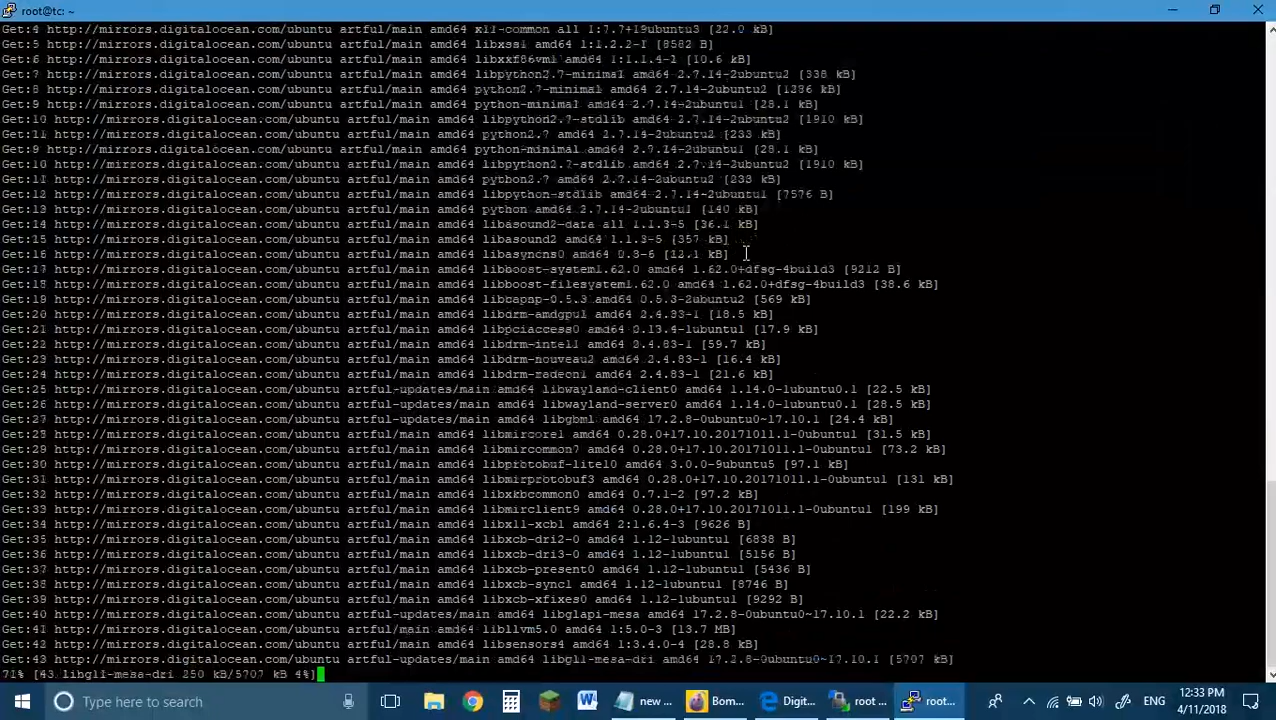 root@tc: ~
Get:4 http://mirrors.digitalocean.com/ubuntu artful/main amd64 x11-common all 1:7.7+19ubuntu3 [22.0 kB]
Get:5 http://mirrors.digitalocean.com/ubuntu artful/main amd64 libxss1 amd64 1:1.2.2-1 [8582 B]
Get:6 http://mirrors.digitalocean.com/ubuntu artful/main amd64 libxxf86vm1 amd64 1:1.1.4-1 [10.6 kB]
Get:7 http://mirrors.digitalocean.com/ubuntu artful/main amd64 libpython2.7-minimal amd64 2.7.14-2ubuntu2 [338 kB]
Get:8 http://mirrors.digitalocean.com/ubuntu artful/main amd64 python2.7-minimal amd64 2.7.14-2ubuntu2 [1336 kB]
Get:9 http://mirrors.digitalocean.com/ubuntu artful/main amd64 python-minimal amd64 2.7.14-2ubuntu1 [28.1 kB]
Get:10 http://mirrors.digitalocean.com/ubuntu artful/main amd64 libpython2.7-stdlib amd64 2.7.14-2ubuntu2 [1910 kB]
Get:11 http://mirrors.digitalocean.com/ubuntu artful/main amd64 python2.7 amd64 2.7.14-2ubuntu2 [233 kB]
Get:9 http://mirrors.digitalocean.com/ubuntu artful/main amd64 python-minimal amd64 2.7.14-2ubuntu1 [28.1 kB]
Get:10 http://mirrors.digitalocean.com/ubuntu artful/main amd64 libpython2.7-stdlib amd64 2.7.14-2ubuntu2 [1910 kB]
Get:11 http://mirrors.digitalocean.com/ubuntu artful/main amd64 python2.7 amd64 2.7.14-2ubuntu2 [233 kB]
Get:12 http://mirrors.digitalocean.com/ubuntu artful/main amd64 libpython-stdlib amd64 2.7.14-2ubuntu1 [7576 B]
Get:13 http://mirrors.digitalocean.com/ubuntu artful/main amd64 python amd64 2.7.14-2ubuntu1 [140 kB]
Get:14 http://mirrors.digitalocean.com/ubuntu artful/main amd64 libasound2-data all 1.1.3-5 [36.1 kB]
Get:15 http://mirrors.digitalocean.com/ubuntu artful/main amd64 libasound2 amd64 1.1.3-5 [357 kB]
Get:16 http://mirrors.digitalocean.com/ubuntu artful/main amd64 libasyncns0 amd64 0.3-6 [12.1 kB]
Get:17 http://mirrors.digitalocean.com/ubuntu artful/main amd64 libboost-system1.62.0 amd64 1.62.0+dfsg-4build3 [9212 B]
Get:18 http://mirrors.digitalocean.com/ubuntu artful/main amd64 libboost-filesystem1.62.0 amd64 1.62.0+dfsg-4build3 [38.6 kB]
Get:19 http://mirrors.digitalocean.com/ubuntu artful/main amd64 libcapnp-0.5.3 amd64 0.5.3-2ubuntu2 [569 kB]
Get:20 http://mirrors.digitalocean.com/ubuntu artful/main amd64 libdrm-amdgpu1 amd64 2.4.83-1 [18.5 kB]
Get:21 http://mirrors.digitalocean.com/ubuntu artful/main amd64 libpciaccess0 amd64 0.13.4-1ubuntu1 [17.9 kB]
Get:22 http://mirrors.digitalocean.com/ubuntu artful/main amd64 libdrm-intel1 amd64 2.4.83-1 [59.7 kB]
Get:23 http://mirrors.digitalocean.com/ubuntu artful/main amd64 libdrm-nouveau2 amd64 2.4.83-1 [16.4 kB]
Get:24 http://mirrors.digitalocean.com/ubuntu artful/main amd64 libdrm-radeon1 amd64 2.4.83-1 [21.6 kB]
Get:25 http://mirrors.digitalocean.com/ubuntu artful-updates/main amd64 libwayland-client0 amd64 1.14.0-1ubuntu0.1 [22.5 kB]
Get:26 http://mirrors.digitalocean.com/ubuntu artful-updates/main amd64 libwayland-server0 amd64 1.14.0-1ubuntu0.1 [28.5 kB]
Get:27 http://mirrors.digitalocean.com/ubuntu artful-updates/main amd64 libgbm1 amd64 17.2.8-0ubuntu0~17.10.1 [24.4 kB]
Get:28 http://mirrors.digitalocean.com/ubuntu artful/main amd64 libmircore1 amd64 0.28.0+17.10.20171011.1-0ubuntu1 [31.5 kB]
Get:29 http://mirrors.digitalocean.com/ubuntu artful/main amd64 libmircommon7 amd64 0.28.0+17.10.20171011.1-0ubuntu1 [73.2 kB]
Get:30 http://mirrors.digitalocean.com/ubuntu artful/main amd64 libprotobuf-lite10 amd64 3.0.0-9ubuntu5 [97.1 kB]
Get:31 http://mirrors.digitalocean.com/ubuntu artful/main amd64 libmirprotobuf3 amd64 0.28.0+17.10.20171011.1-0ubuntu1 [131 kB]
Get:32 http://mirrors.digitalocean.com/ubuntu artful/main amd64 libxkbcommon0 amd64 0.7.1-2 [97.2 kB]
Get:33 http://mirrors.digitalocean.com/ubuntu artful/main amd64 libmirclient9 amd64 0.28.0+17.10.20171011.1-0ubuntu1 [199 kB]
Get:34 http://mirrors.digitalocean.com/ubuntu artful/main amd64 libx11-xcb1 amd64 2:1.6.4-3 [9626 B]
Get:35 http://mirrors.digitalocean.com/ubuntu artful/main amd64 libxcb-dri2-0 amd64 1.12-1ubuntu1 [6838 B]
Get:36 http://mirrors.digitalocean.com/ubuntu artful/main amd64 libxcb-dri3-0 amd64 1.12-1ubuntu1 [5156 B]
Get:37 http://mirrors.digitalocean.com/ubuntu artful/main amd64 libxcb-present0 amd64 1.12-1ubuntu1 [5436 B]
Get:38 http://mirrors.digitalocean.com/ubuntu artful/main amd64 libxcb-sync1 amd64 1.12-1ubuntu1 [8746 B]
Get:39 http://mirrors.digitalocean.com/ubuntu artful/main amd64 libxcb-xfixes0 amd64 1.12-1ubuntu1 [9292 B]
Get:40 http://mirrors.digitalocean.com/ubuntu artful-updates/main amd64 libglapi-mesa amd64 17.2.8-0ubuntu0~17.10.1 [22.2 kB]
Get:41 http://mirrors.digitalocean.com/ubuntu artful/main amd64 libllvm5.0 amd64 1:5.0-3 [13.7 MB]
Get:42 http://mirrors.digitalocean.com/ubuntu artful/main amd64 libsensors4 amd64 1:3.4.0-4 [28.8 kB]
Get:43 http://mirrors.digitalocean.com/ubuntu artful-updates/main amd64 libgl1-mesa-dri amd64 17.2.8-0ubuntu0~17.10.1 [5707 kB]
71% [43 libgl1-mesa-dri 250 kB/5707 kB 4%]
Type here to search
new ...
Bom...
Digit...
root ...
root...
ENG
12:33 PM
4/11/2018